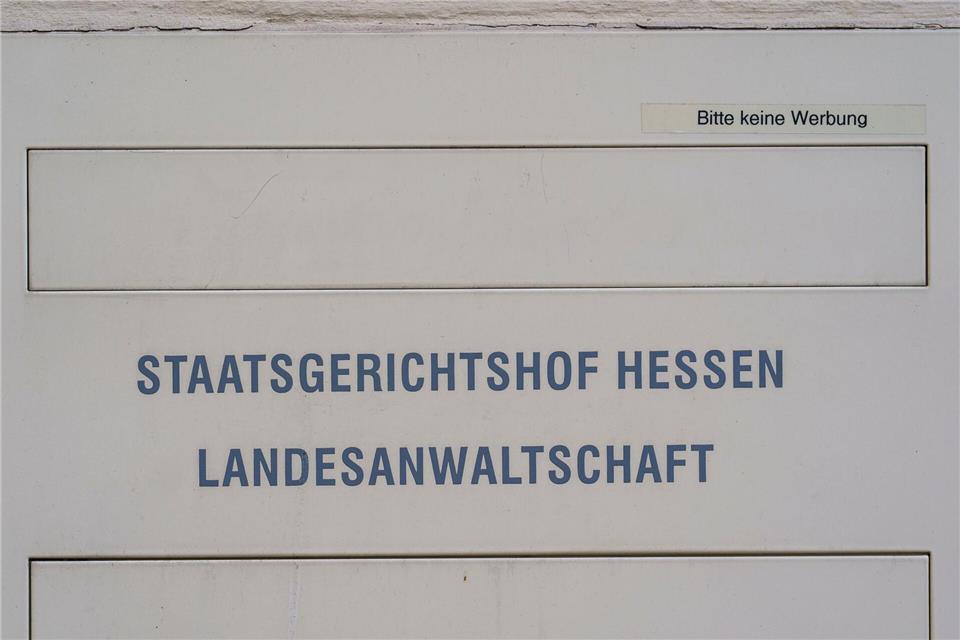 Bitte keine Werbung
STAATSGERICHTSHOF HESSEN
LANDESANWALTSCHAFT